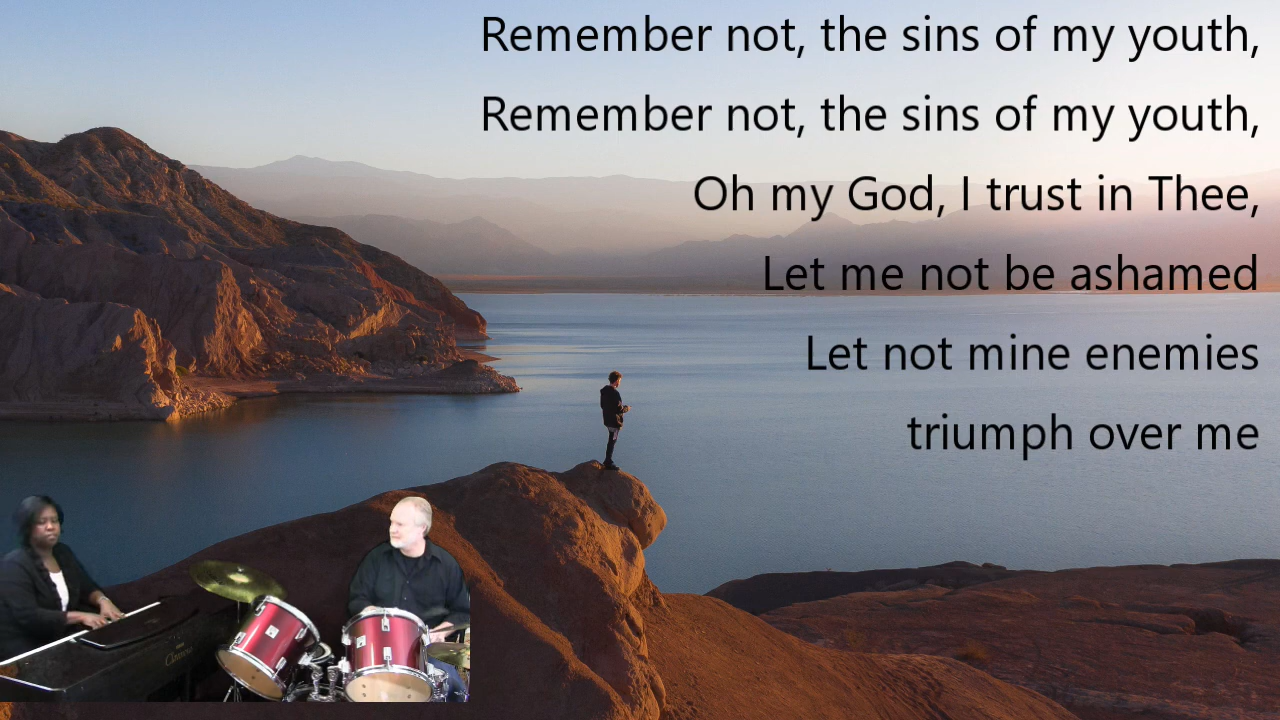 Remember not, the sins of my youth,
Remember not, the sins of my youth,
Oh my God, I trust in Thee,
Let me not be ashamed
Let not mine enemies
triumph over me
Clavinova